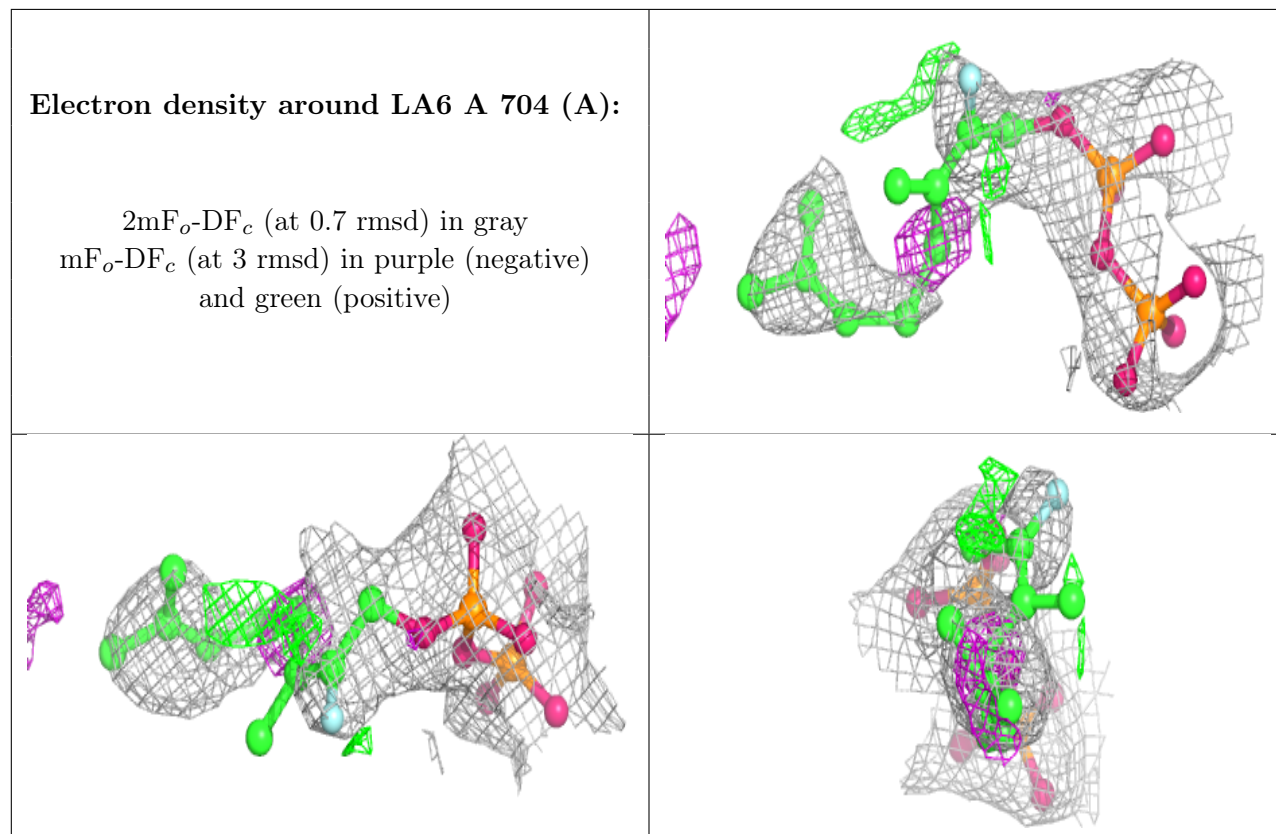 Electron density around LA6 A 704 (A):
2mFo-DFc (at 0.7 rmsd) in gray
mFo-DFc (at 3 rmsd) in purple (negative)
and green (positive)